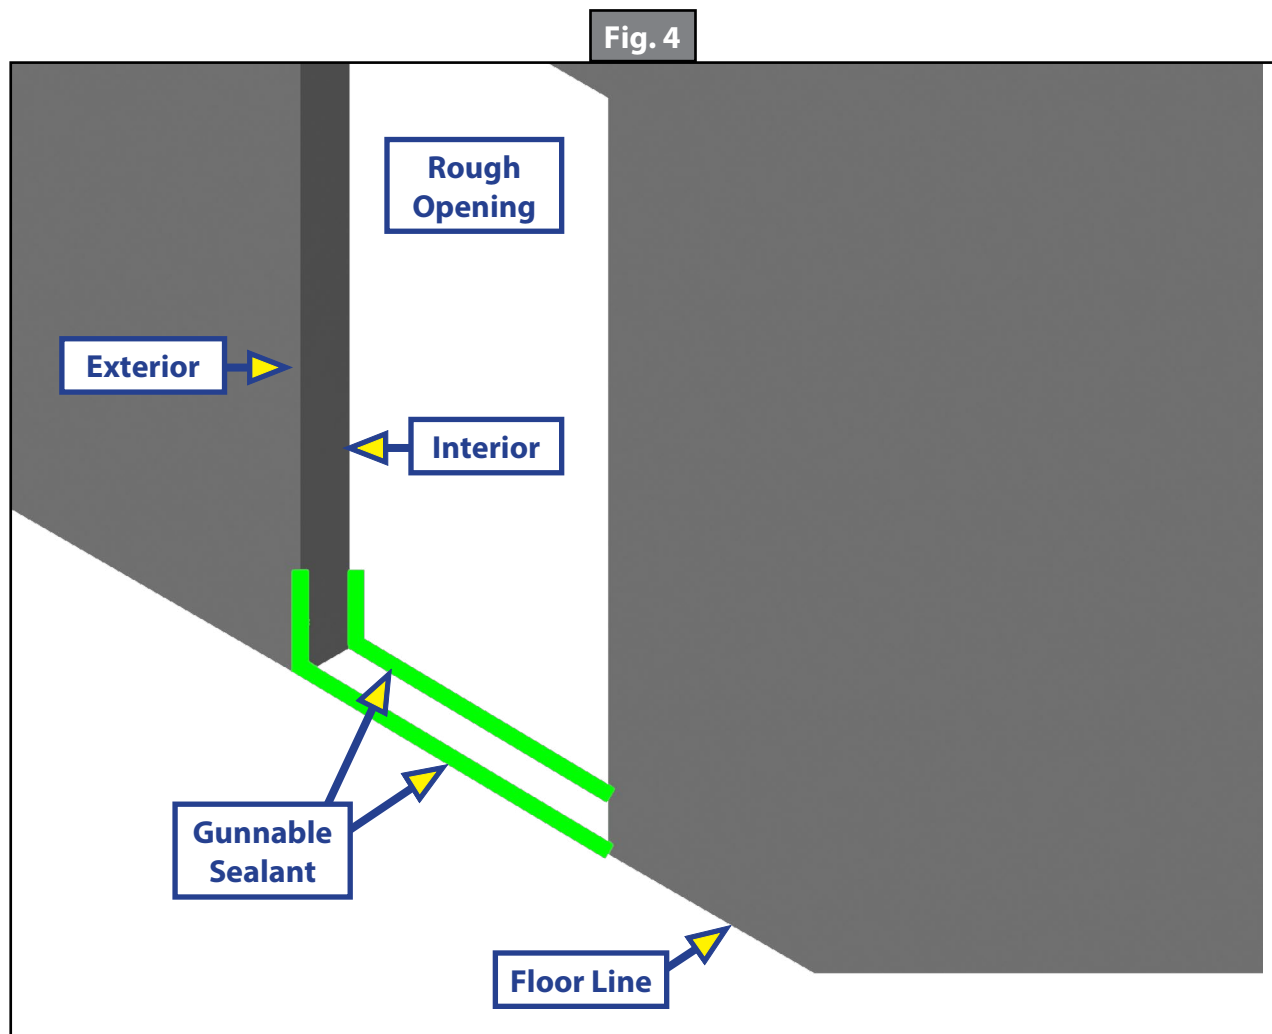 Fig. 4
Rough
Opening
Exterior
Interior
Gunnable
Sealant
Floor Line